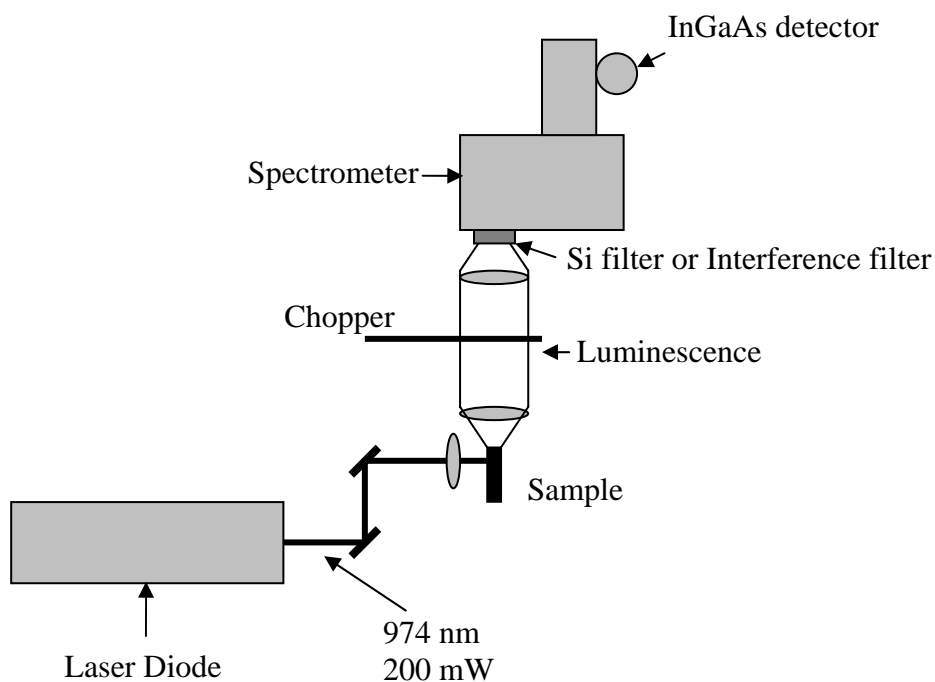 InGaAs detector
Spectrometer
Si filter or Interference filter
Chopper
Luminescence
Sample
974 nm
200 mW
Laser Diode